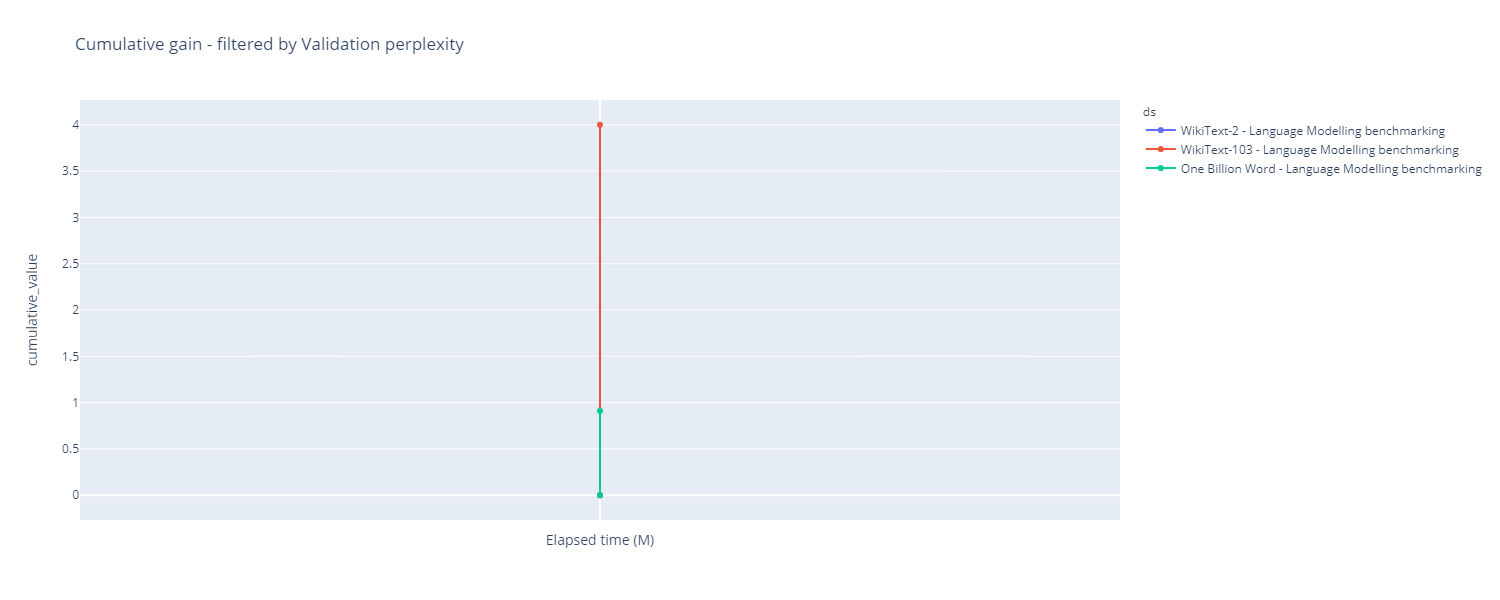 Cumulative gain - filtered by Validation perplexity
ds
WikiText-2 - Language Modelling benchmarking
WikiText-103 - Language Modelling benchmarking
One Billion Word - Language Modelling benchmarking
cumulative_value
4
3.5
3
2.5
2
1.5
1
0.5
0
Elapsed time (M)